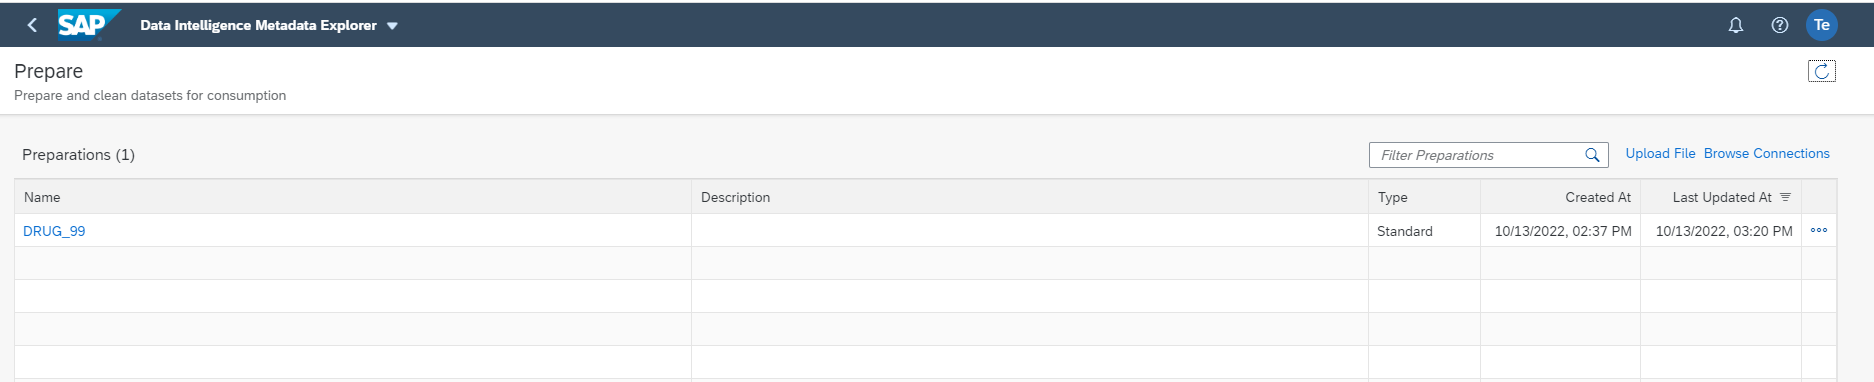 SAP Data Intelligence Metadata Explorer Te
Prepare
Prepare and clean datasets for consumption
Preparations (1) Filter Preparations Upload File Browse Connections
Name Description Type Created At Last Updated At
DRUG_99 Standard 10/13/2022, 02:37 PM 10/13/2022, 03:20 PM